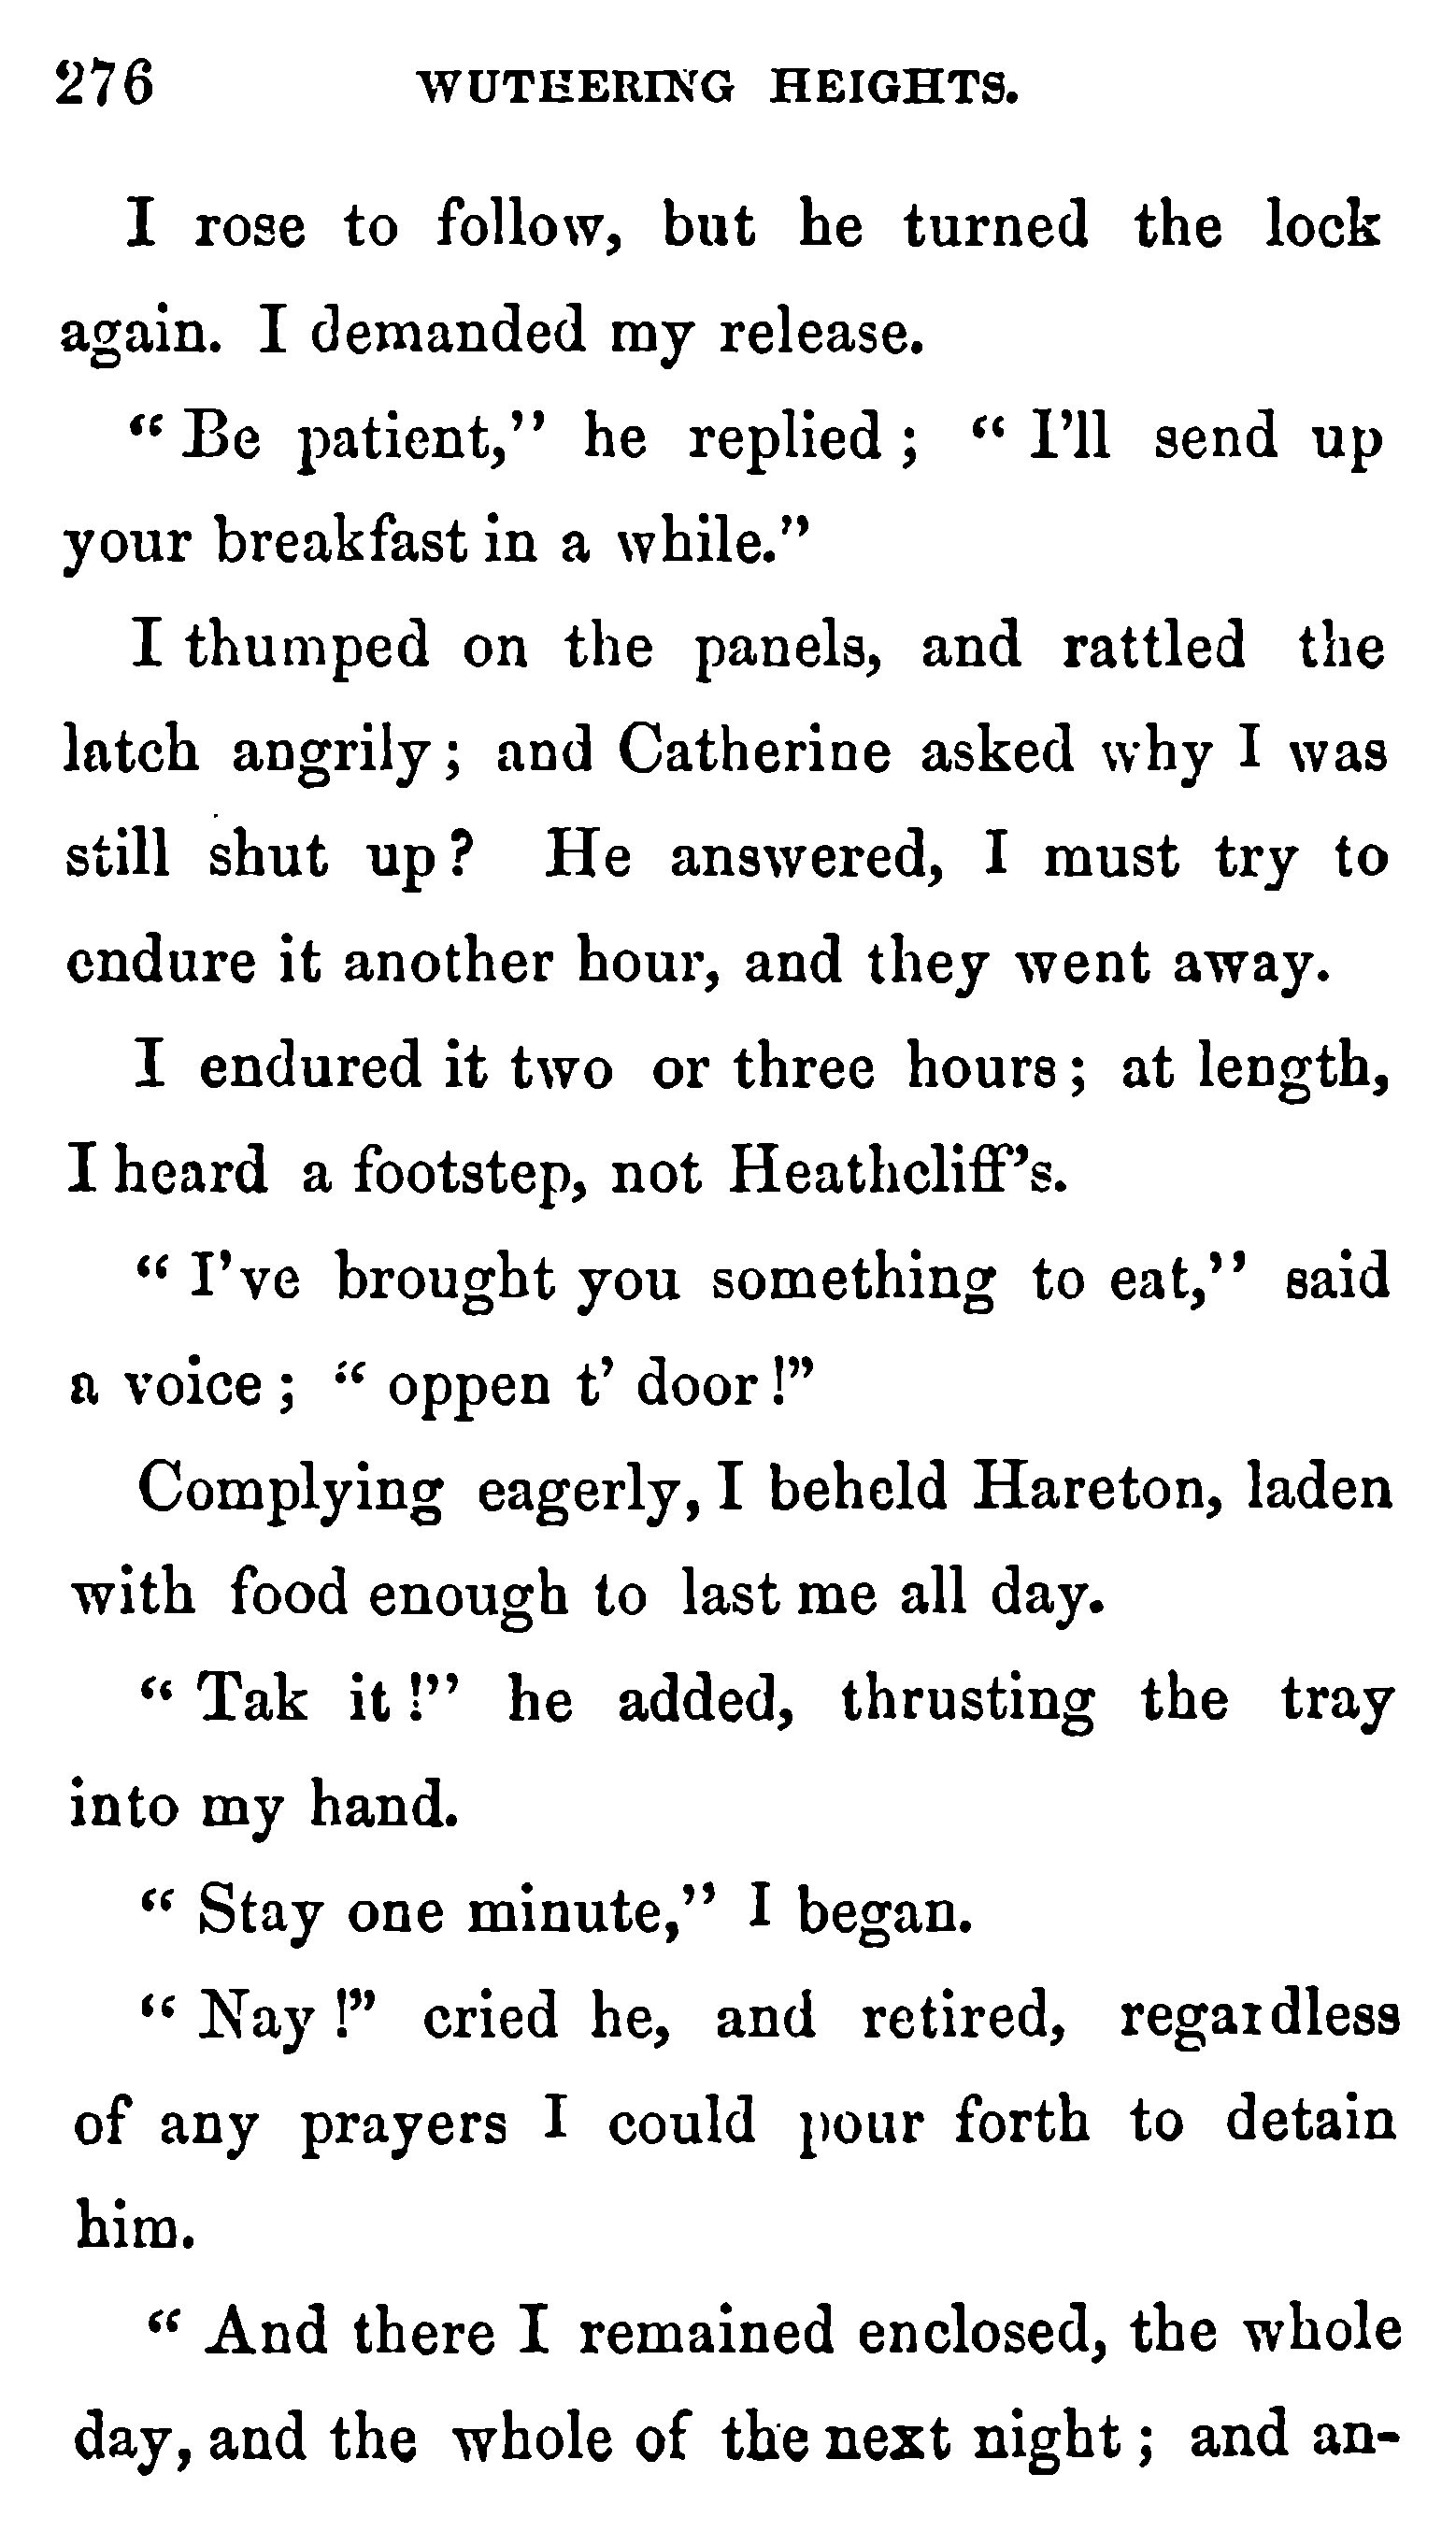 276 WUTHERING HEIGHTS.
I rose to follow, but he turned the lock
again. I demanded my release.
“ Be patient,” he replied ; “ I’ll send up
your breakfast in a while.”
I thumped on the panels, and rattled the
latch angrily ; and Catherine asked why I was
still shut up ? He answered, I must try to
endure it another hour, and they went away.
I endured it two or three hours ; at length,
I heard a footstep, not Heathcliff’s.
“ I’ve brought you something to eat,” said
a voice ; “ oppen t’ door !”
Complying eagerly, I beheld Hareton, laden
with food enough to last me all day.
“ Tak it !” he added, thrusting the tray
into my hand.
“ Stay one minute,” I began.
“ Nay !” cried he, and retired, regardless
of any prayers I could pour forth to detain
him.
“ And there I remained enclosed, the whole
day, and the whole of the next night ; and an-